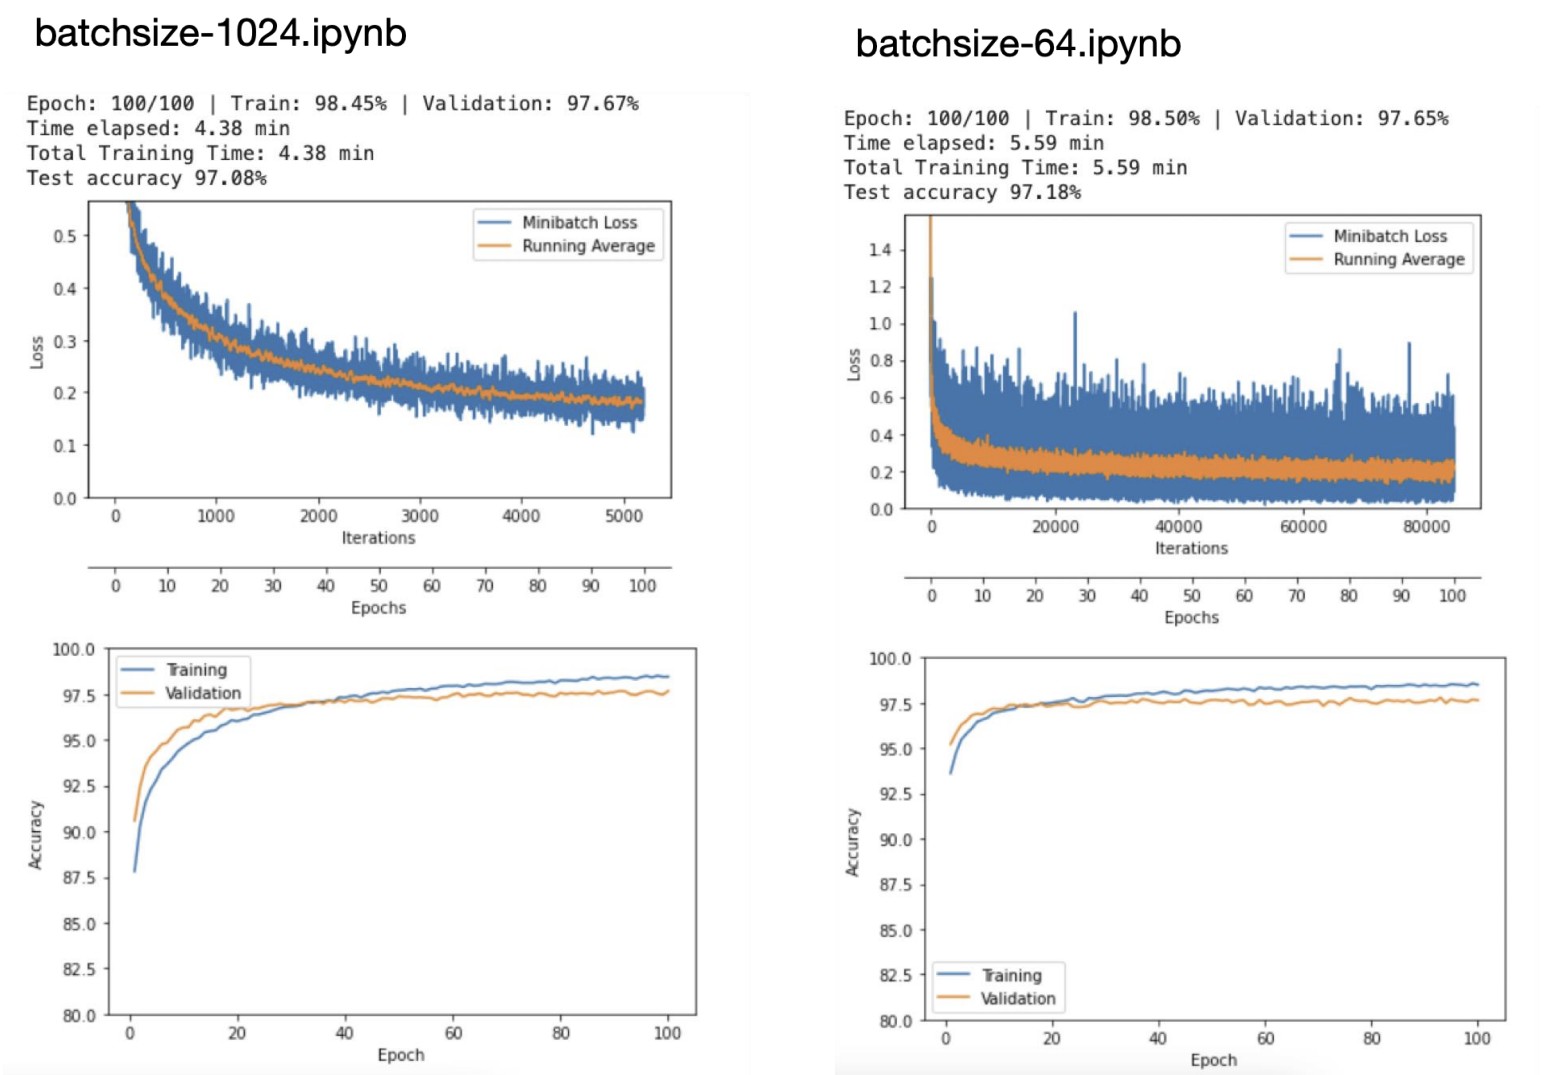 batchsize-1024.ipynb
Epoch: 100/100 | Train: 98.45% | Validation: 97.67%
Time elapsed: 4.38 min
Total Training Time: 4.38 min
Test accuracy 97.08%
Minibatch Loss
Running Average
0.5
0.4
0.3
0.2
0.1
0.0
Loss
0 1000 2000 3000 4000 5000
Iterations
0 10 20 30 40 50 60 70 80 90 100
Epochs
Training
Validation
100.0
97.5
95.0
92.5
90.0
87.5
85.0
82.5
80.0
Accuracy
0 20 40 60 80 100
Epoch
batchsize-64.ipynb
Epoch: 100/100 | Train: 98.50% | Validation: 97.65%
Time elapsed: 5.59 min
Total Training Time: 5.59 min
Test accuracy 97.18%
Minibatch Loss
Running Average
1.4
1.2
1.0
0.8
0.6
0.4
0.2
0.0
Loss
0 20000 40000 60000 80000
Iterations
0 10 20 30 40 50 60 70 80 90 100
Epochs
100.0
97.5
95.0
92.5
90.0
87.5
85.0
82.5
80.0
Accuracy
Training
Validation
0 20 40 60 80 100
Epoch